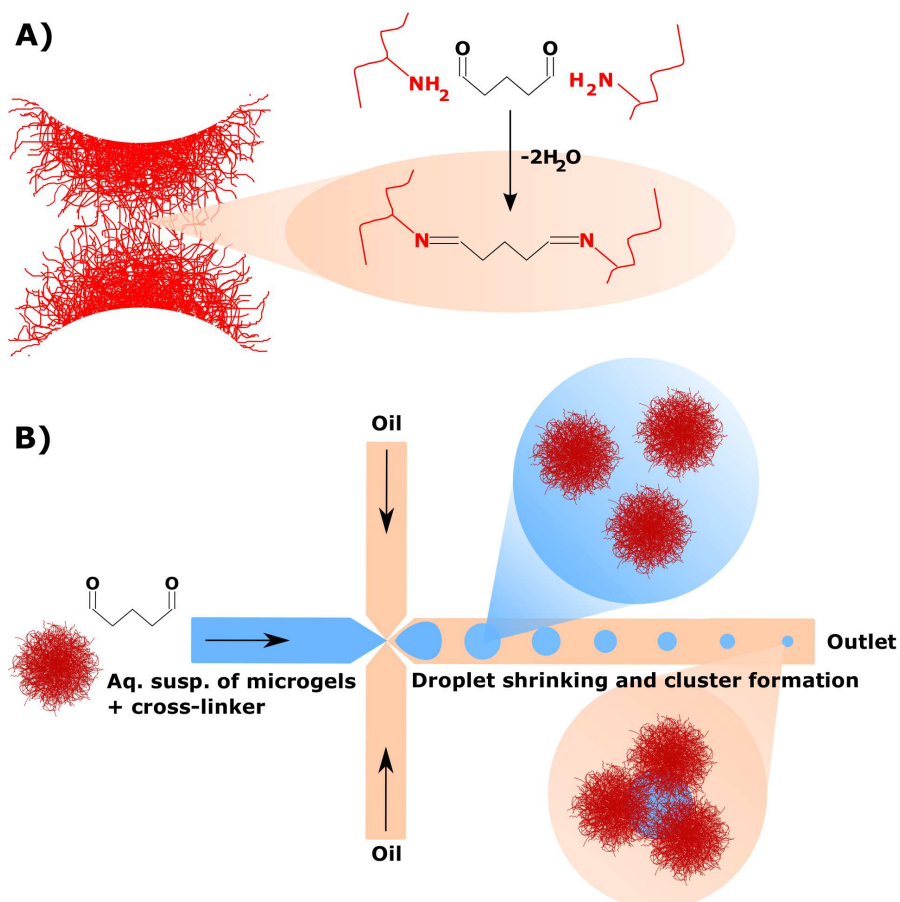 A)
O O
NH2 H2N
-2H2O
N N
B)
Oil
O O
Outlet
Aq. susp. of microgels
+ cross-linker
Droplet shrinking and cluster formation
Oil